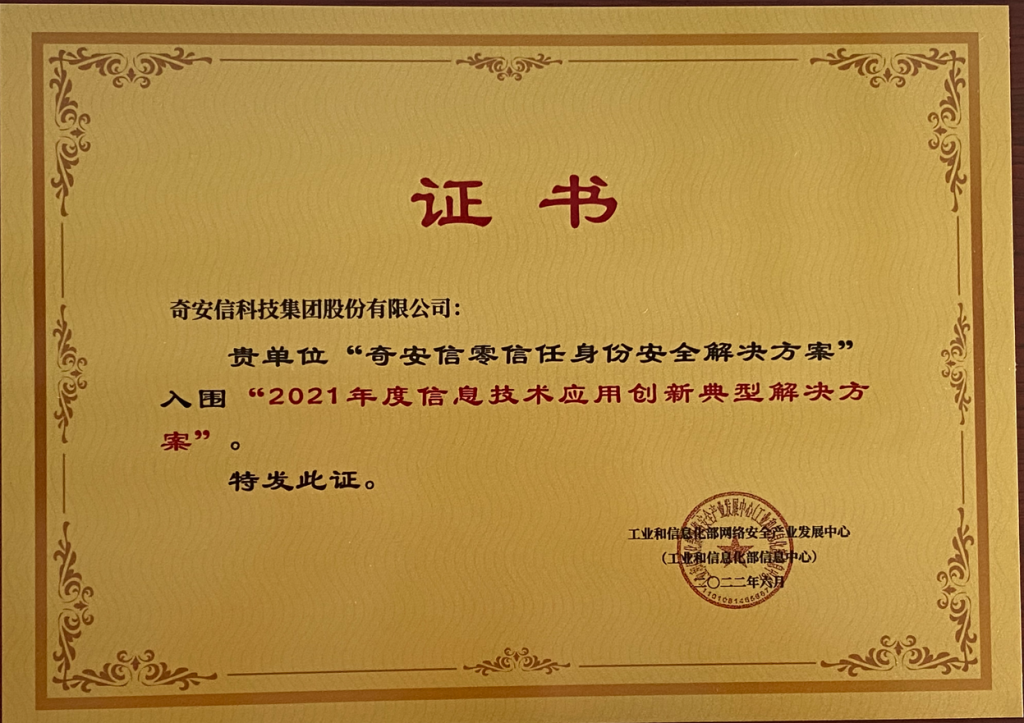 证 书
奇安信科技集团股份有限公司：
贵单位“奇安信零信任身份安全解决方案”
入围“2021年度信息技术应用创新典型解决方
案”。
特发此证。
工业和信息化部网络安全产业发展中心
（工业和信息化部信息中心）
二〇二二年六月